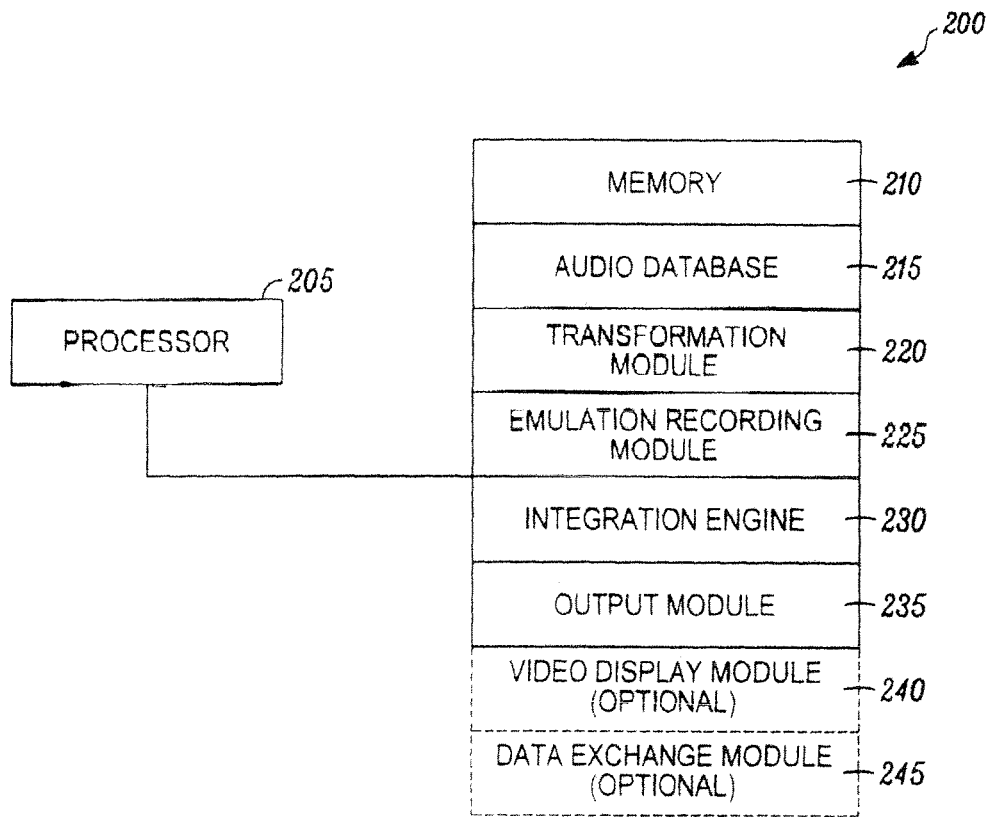 200
MEMORY
210
AUDIO DATABASE
215
205
PROCESSOR
TRANSFORMATION
MODULE
220
EMULATION RECORDING
MODULE
225
INTEGRATION ENGINE
230
OUTPUT MODULE
235
VIDEO DISPLAY MODULE
(OPTIONAL)
240
DATA EXCHANGE MODULE
(OPTIONAL)
245